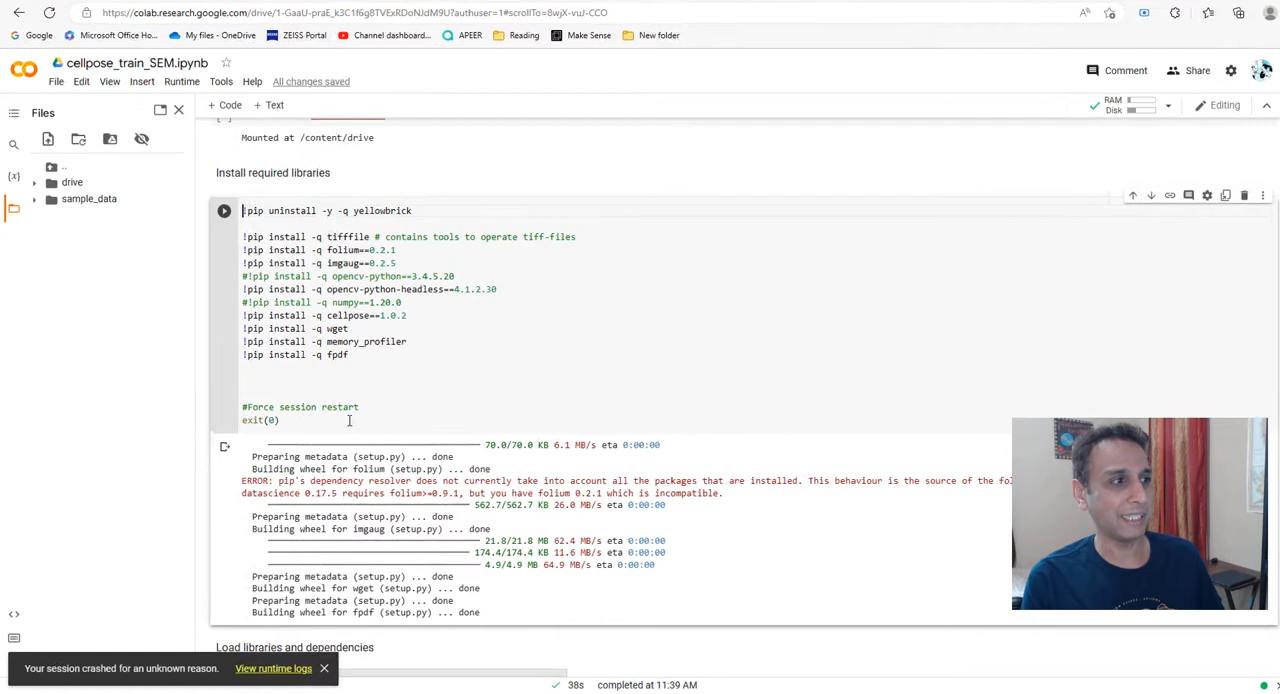 https://colab.research.google.com/drive/1-GaaU-praE_k3C1f6g8TVExRDoNJdM9U?authuser=1#scrollTo=8wjX-vuJ-CCO
Google
Microsoft Office Ho...
My files - OneDrive
ZEISS Portal
Channel dashboard...
APEER
Reading
Make Sense
New folder
cellpose_train_SEM.ipynb
Comment
Share
File Edit View Insert Runtime Tools Help All changes saved
Files
+ Code + Text
RAM
Disk
Editing
..
drive
sample_data
Mounted at /content/drive
Install required libraries
!pip uninstall -y -q yellowbrick
!pip install -q tifffile # contains tools to operate tiff-files
!pip install -q folium==0.2.1
!pip install -q imgaug==0.2.5
#!pip install -q opencv-python==3.4.5.20
!pip install -q opencv-python-headless==4.1.2.30
#!pip install -q numpy==1.20.0
!pip install -q cellpose==1.0.2
!pip install -q wget
!pip install -q memory_profiler
!pip install -q fpdf
#Force session restart
exit(0)
70.0/70.0 KB 6.1 MB/s eta 0:00:00
Preparing metadata (setup.py) ... done
Building wheel for folium (setup.py) ... done
ERROR: pip's dependency resolver does not currently take into account all the packages that are installed. This behaviour is the source of the fo
datascience 0.17.5 requires folium>=0.9.1, but you have folium 0.2.1 which is incompatible.
562.7/562.7 KB 26.0 MB/s eta 0:00:00
Preparing metadata (setup.py) ... done
Building wheel for imgaug (setup.py) ... done
21.8/21.8 MB 62.4 MB/s eta 0:00:00
174.4/174.4 KB 11.6 MB/s eta 0:00:00
4.9/4.9 MB 64.9 MB/s eta 0:00:00
Preparing metadata (setup.py) ... done
Building wheel for wget (setup.py) ... done
Preparing metadata (setup.py) ... done
Building wheel for fpdf (setup.py) ... done
Load libraries and dependencies
Your session crashed for an unknown reason. View runtime logs
38s completed at 11:39 AM